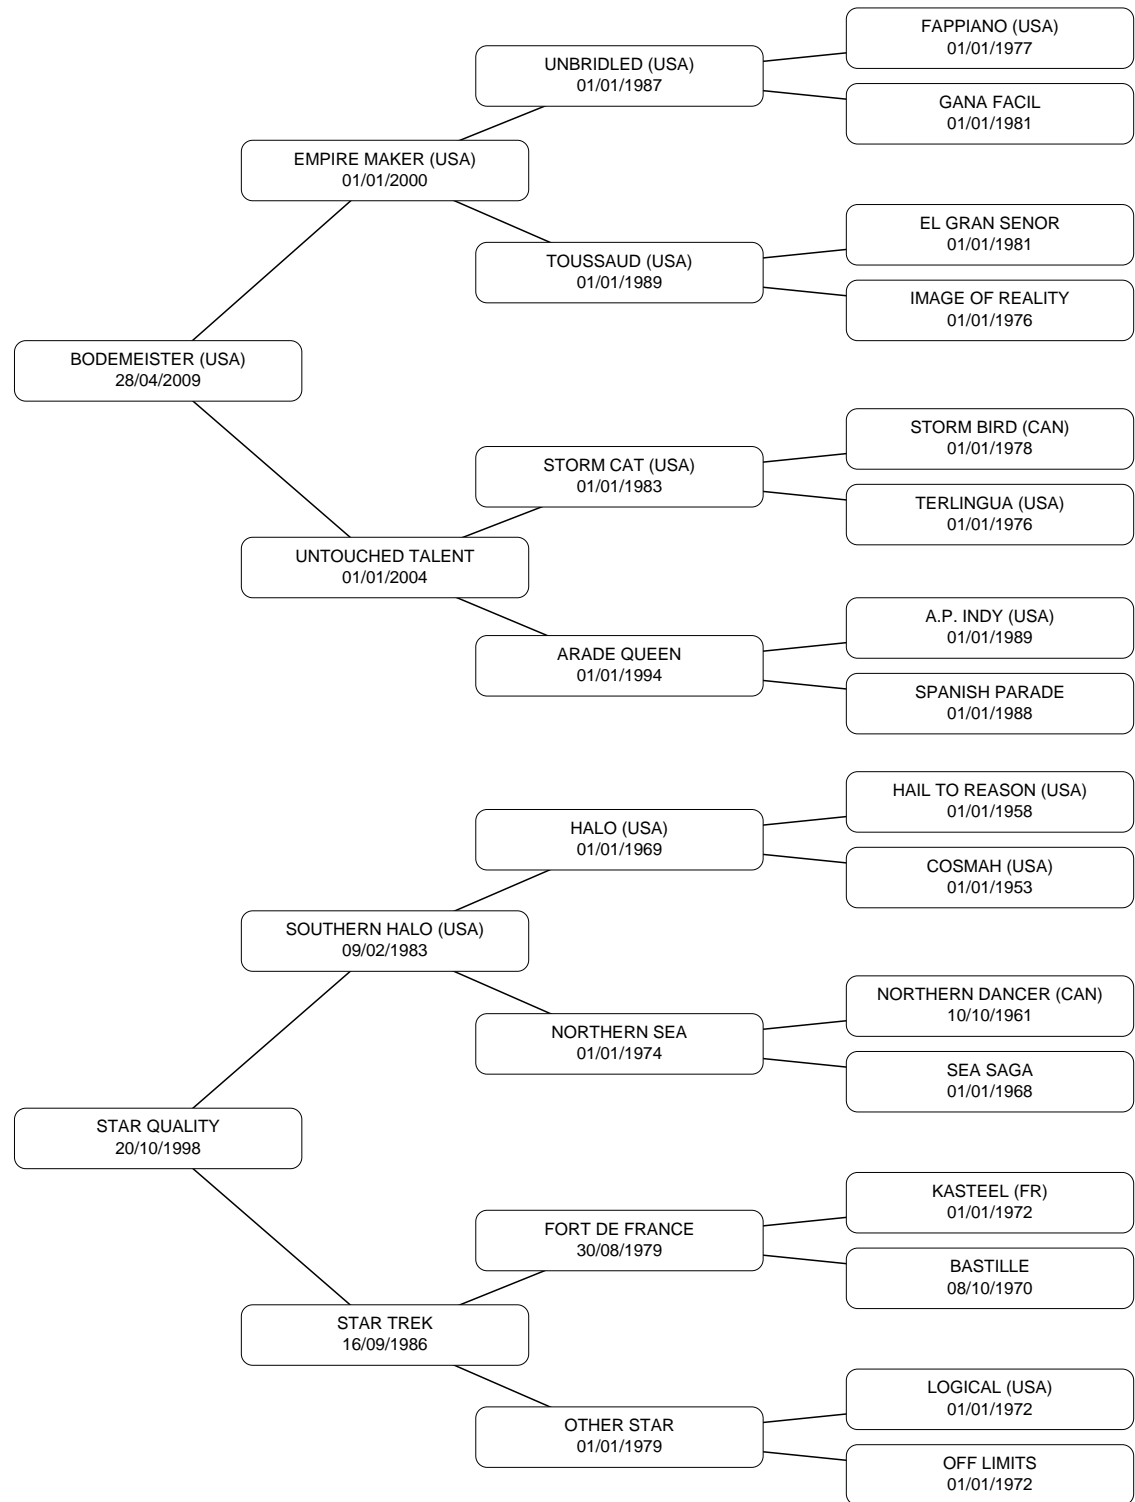 FAPPIANO (USA)
01/01/1977
UNBRIDLED (USA)
01/01/1987
GANA FACIL
01/01/1981
EMPIRE MAKER (USA)
01/01/2000
EL GRAN SENOR
01/01/1981
TOUSSAUD (USA)
01/01/1989
IMAGE OF REALITY
01/01/1976
BODEMEISTER (USA)
28/04/2009
STORM BIRD (CAN)
01/01/1978
STORM CAT (USA)
01/01/1983
TERLINGUA (USA)
01/01/1976
UNTOUCHED TALENT
01/01/2004
A.P. INDY (USA)
01/01/1989
ARADE QUEEN
01/01/1994
SPANISH PARADE
01/01/1988
HAIL TO REASON (USA)
01/01/1958
HALO (USA)
01/01/1969
COSMAH (USA)
01/01/1953
SOUTHERN HALO (USA)
09/02/1983
NORTHERN DANCER (CAN)
10/10/1961
NORTHERN SEA
01/01/1974
SEA SAGA
01/01/1968
STAR QUALITY
20/10/1998
KASTEEL (FR)
01/01/1972
FORT DE FRANCE
30/08/1979
BASTILLE
08/10/1970
STAR TREK
16/09/1986
LOGICAL (USA)
01/01/1972
OTHER STAR
01/01/1979
OFF LIMITS
01/01/1972